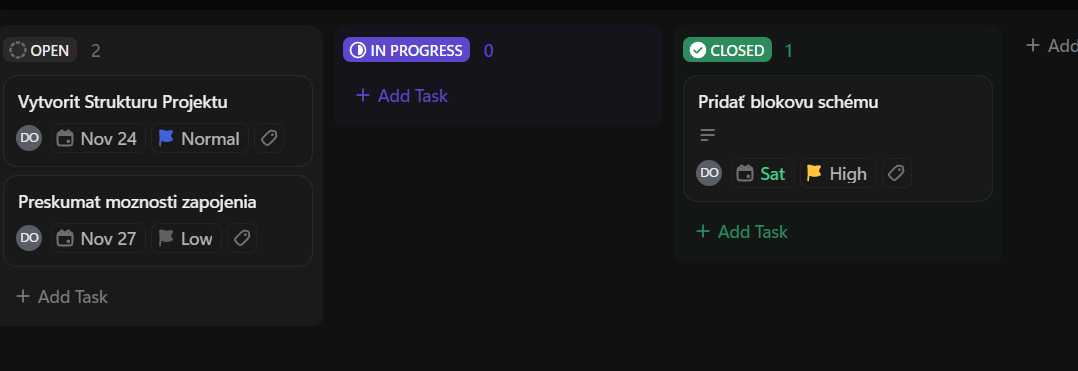 OPEN 2
Vytvorit Strukturu Projektu
DO Nov 24 Normal
Preskumat moznosti zapojenia
DO Nov 27 Low
+ Add Task
IN PROGRESS 0
+ Add Task
CLOSED 1
Pridať blokovu schému
DO Sat High
+ Add Task
+ Add